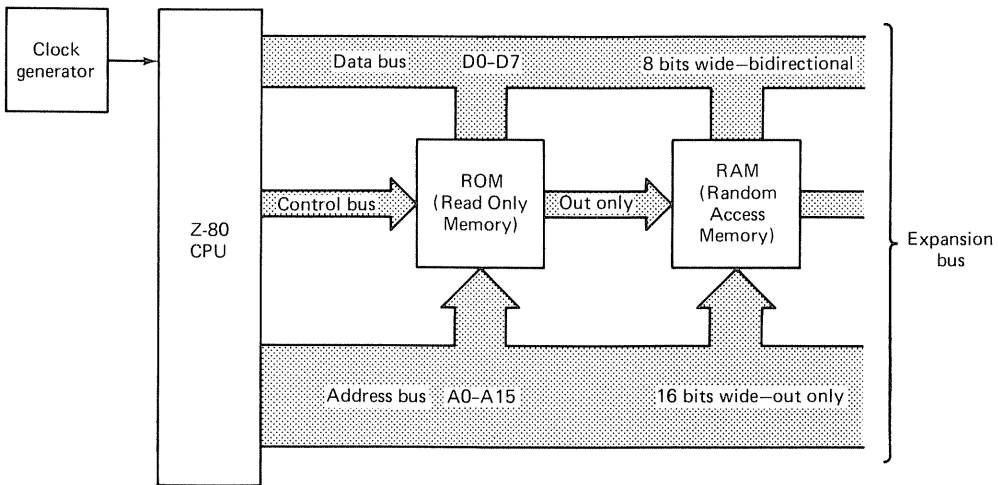 Clock
generator
Z-80
CPU
Data bus D0–D7 8 bits wide–bidirectional
Control bus
ROM
(Read Only
Memory)
Out only
RAM
(Random
Access
Memory)
Expansion
bus
Address bus A0–A15 16 bits wide–out only